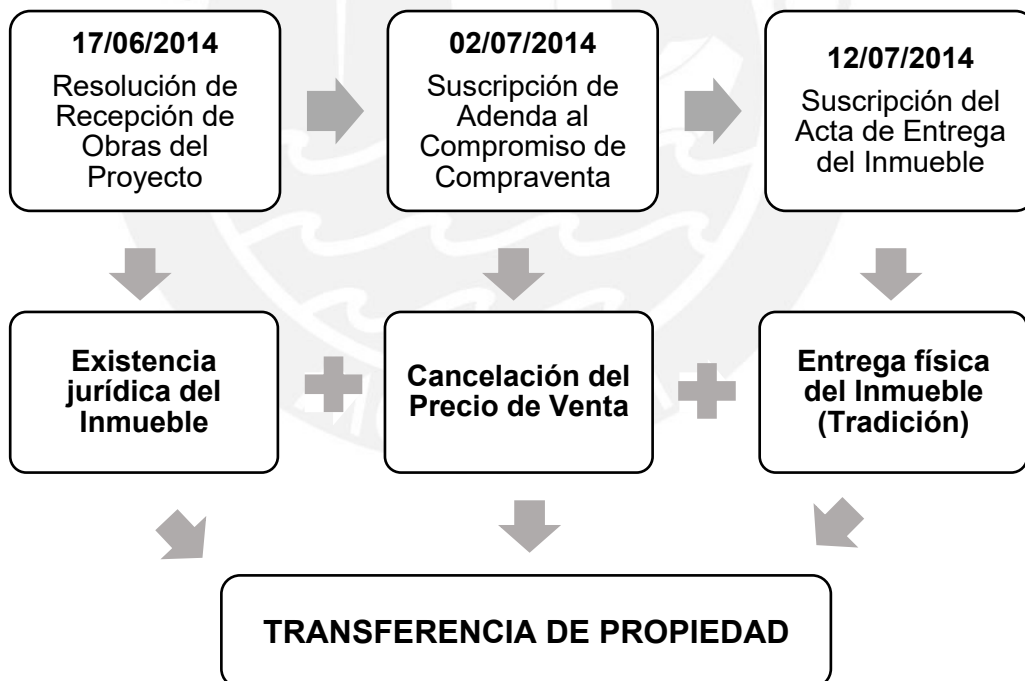 17/06/2014
Resolución de
Recepción de
Obras del
Proyecto
02/07/2014
Suscripción de
Adenda al
Compromiso de
Compraventa
12/07/2014
Suscripción del
Acta de Entrega
del Inmueble
Existencia
jurídica del
Inmueble
Cancelación del
Precio de Venta
Entrega física
del Inmueble
(Tradición)
TRANSFERENCIA DE PROPIEDAD